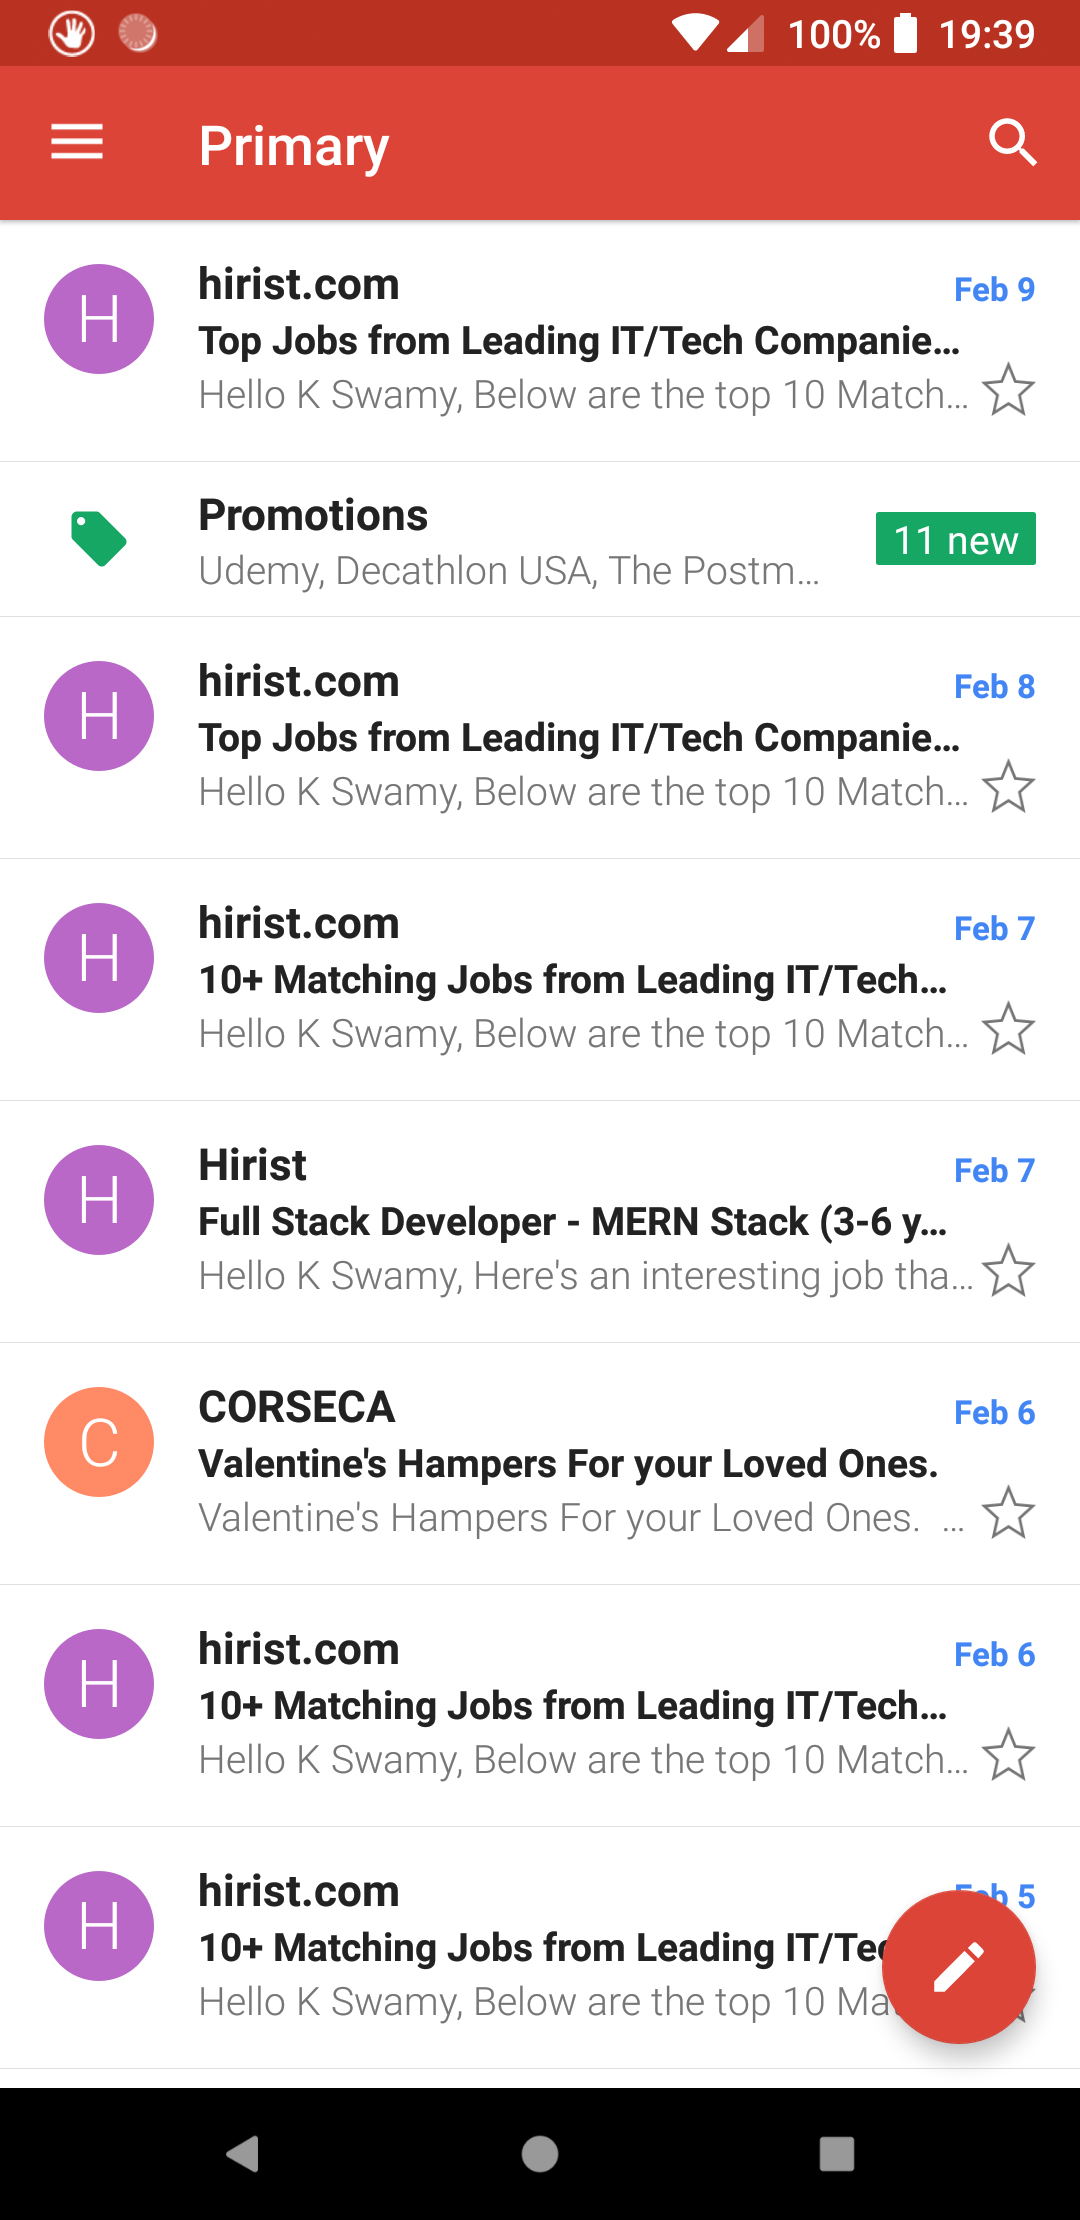 100% 19:39
Primary
H
hirist.com
Feb 9
Top Jobs from Leading IT/Tech Companie...
Hello K Swamy, Below are the top 10 Match...
Promotions
Udemy, Decathlon USA, The Postm...
11 new
H
hirist.com
Feb 8
Top Jobs from Leading IT/Tech Companie...
Hello K Swamy, Below are the top 10 Match...
H
hirist.com
Feb 7
10+ Matching Jobs from Leading IT/Tech...
Hello K Swamy, Below are the top 10 Match...
H
Hirist
Feb 7
Full Stack Developer - MERN Stack (3-6 y...
Hello K Swamy, Here's an interesting job tha...
C
CORSECA
Feb 6
Valentine's Hampers For your Loved Ones.
Valentine's Hampers For your Loved Ones. ...
H
hirist.com
Feb 6
10+ Matching Jobs from Leading IT/Tech...
Hello K Swamy, Below are the top 10 Match...
H
hirist.com
Feb 5
10+ Matching Jobs from Leading IT/Tec
Hello K Swamy, Below are the top 10 Ma